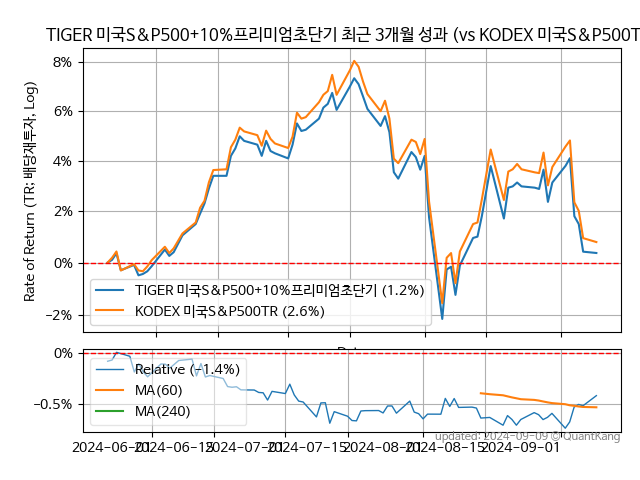 TIGER 미국S&P500+10%프리미엄초단기 최근 3개월 성과 (vs KODEX 미국S&P500T
Rate of Return (TR: 배당재투자, Log)
8%
6%
4%
2%
0%
−2%
TIGER 미국S&P500+10%프리미엄초단기 (1.2%)
KODEX 미국S&P500TR (2.6%)
0%
−0.5%
Relative (−1.4%)
MA(60)
MA(240)
updated: 2024-09-09 © QuantKang
2024-06-15
2024-07-01
2024-07-15
2024-08-01
2024-08-15
2024-09-01